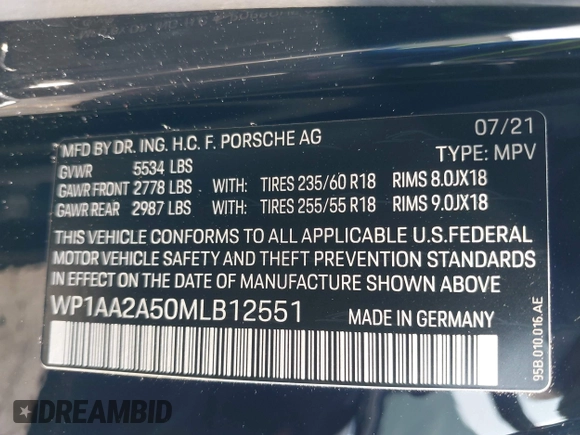 MFD BY DR. ING. H.C. F. PORSCHE AG 07/21
GVWR 5534 LBS TYPE: MPV
GAWR FRONT 2778 LBS WITH: TIRES 235/60 R18 RIMS 8.0JX18
GAWR REAR 2987 LBS WITH: TIRES 255/55 R18 RIMS 9.0JX18
THIS VEHICLE CONFORMS TO ALL APPLICABLE U.S.FEDERAL
MOTOR VEHICLE SAFETY AND THEFT PREVENTION STANDARDS
IN EFFECT ON THE DATE OF MANUFACTURE SHOWN ABOVE
WP1AA2A50MLB12551 MADE IN GERMANY
95B.010.016.AE
DREAMBID